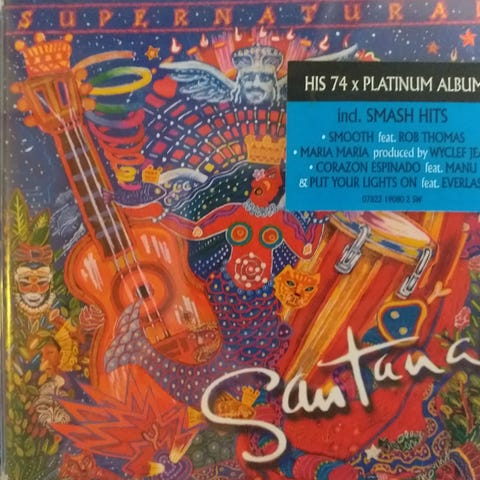 SUPERNATURAL
HIS 74 x PLATINUM ALBUM
incl. SMASH HITS
• SMOOTH feat. ROB THOMAS
• MARIA MARIA produced by WYCLEF JEA
• CORAZON ESPINADO feat. MANU
& PUT YOUR LIGHTS ON feat. EVERLAS
07822 19080 2 SW
Santana